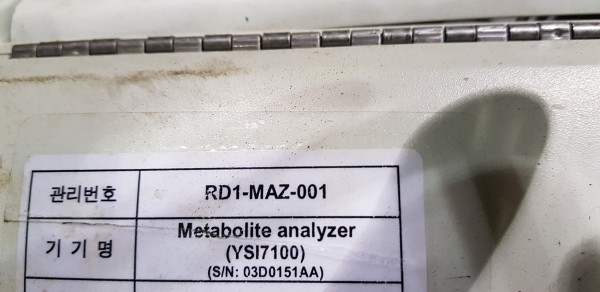 관리번호 RD1-MAZ-001
기기명 Metabolite analyzer
(YSI7100)
(S/N: 03D0151AA)